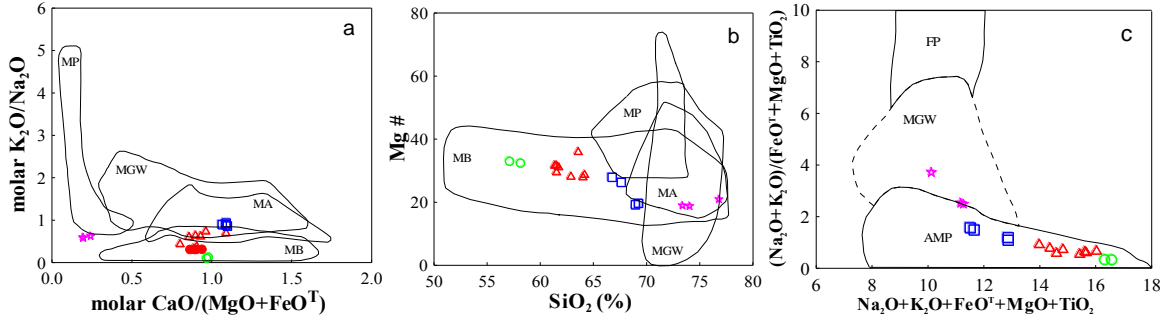 a
6
5
4
3
2
1
0
0.0
0.5
1.0
1.5
2.0
MP
MGW
MA
MB
molar K₂O/Na₂O
molar CaO/(MgO+FeOᵀ)
b
80
60
40
20
0
50
55
60
65
70
75
80
MP
MB
MA
MGW
Mg #
SiO₂ (%)
c
10
8
6
4
2
0
6
8
10
12
14
16
18
FP
MGW
AMP
(Na₂O+K₂O)/(FeOᵀ+MgO+TiO₂)
Na₂O+K₂O+FeOᵀ+MgO+TiO₂